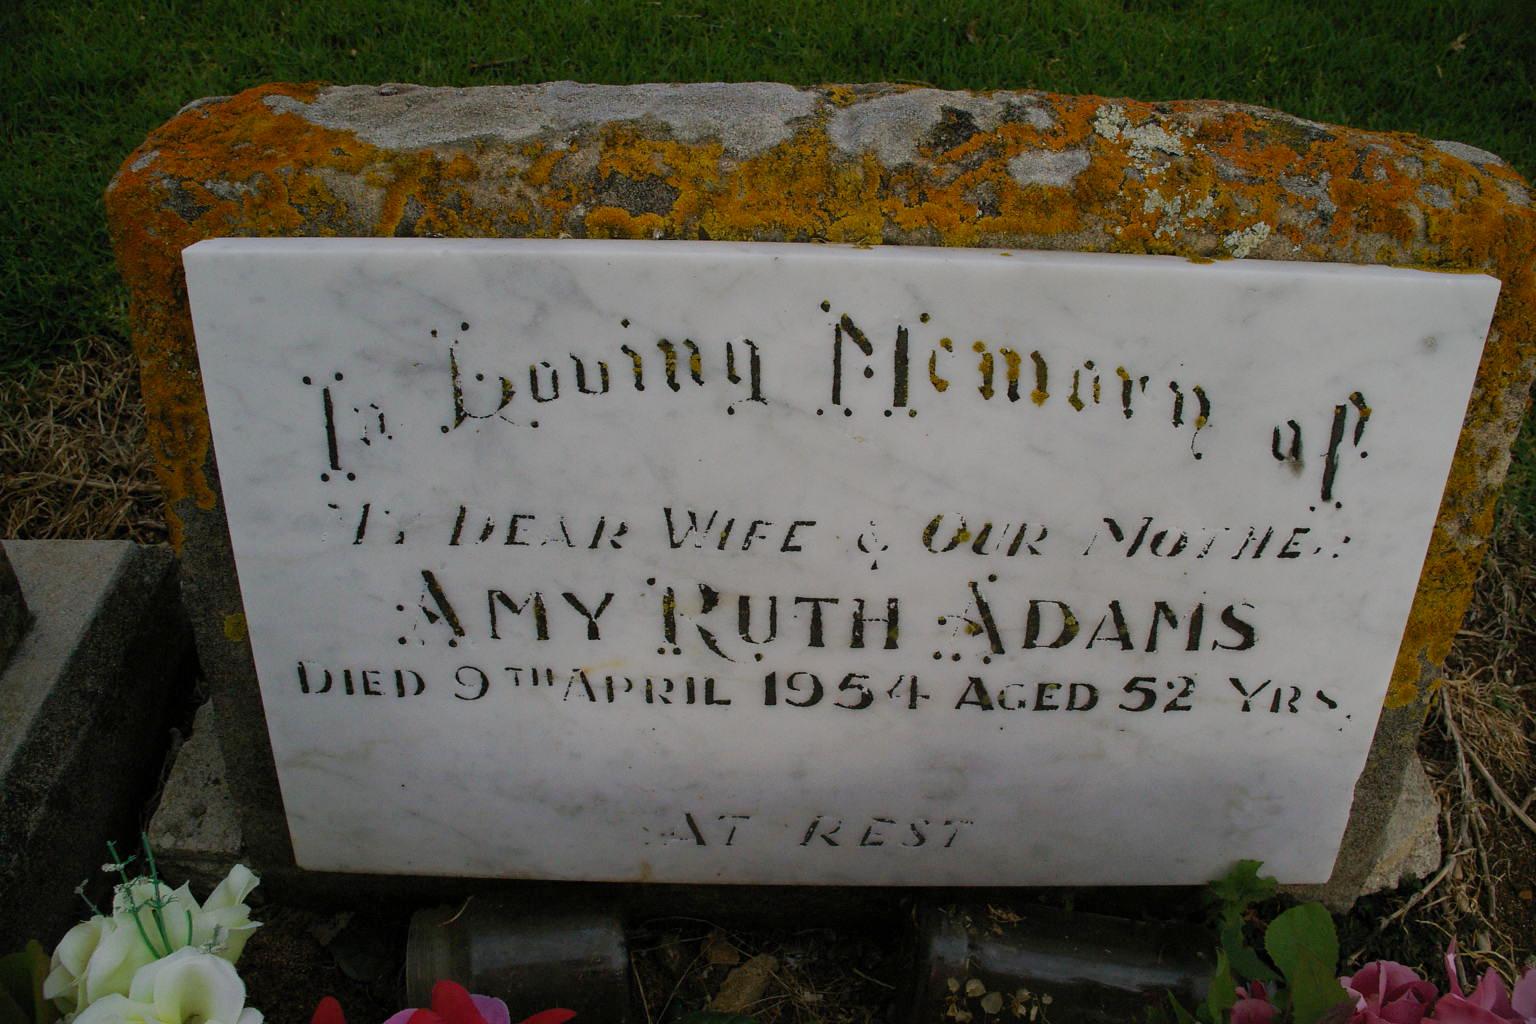 In Loving Memory of
MY DEAR WIFE & OUR MOTHER
AMY RUTH ADAMS
DIED 9TH APRIL 1954 AGED 52 YRS.
AT REST